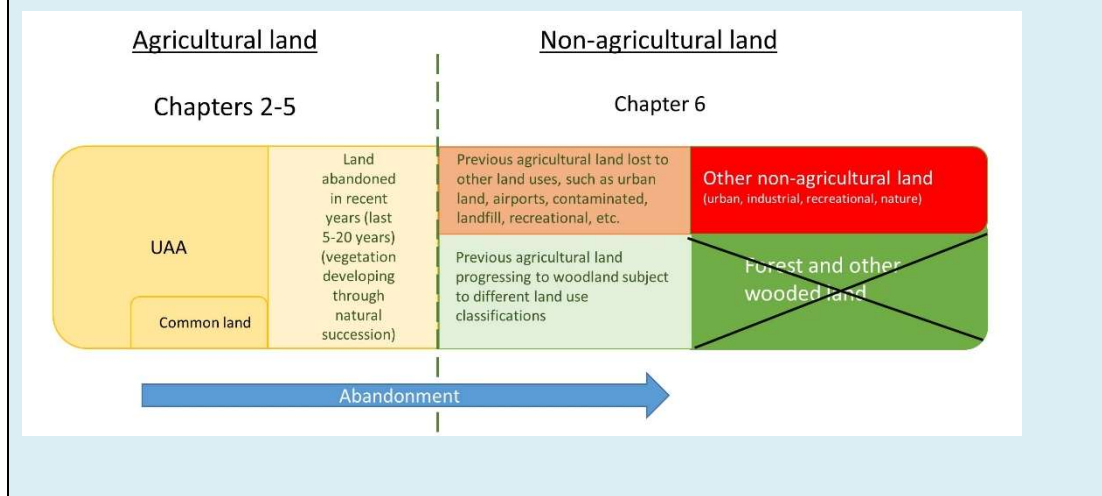 Agricultural land
Non-agricultural land
Chapters 2-5
Chapter 6
UAA
Common land
Land
abandoned
in recent
years (last
5-20 years)
(vegetation
developing
through
natural
succession)
Previous agricultural land lost to
other land uses, such as urban
land, airports, contaminated,
landfill, recreational, etc.
Previous agricultural land
progressing to woodland subject
to different land use
classifications
Other non-agricultural land
(urban, industrial, recreational, nature)
Forest and other
wooded land
Abandonment